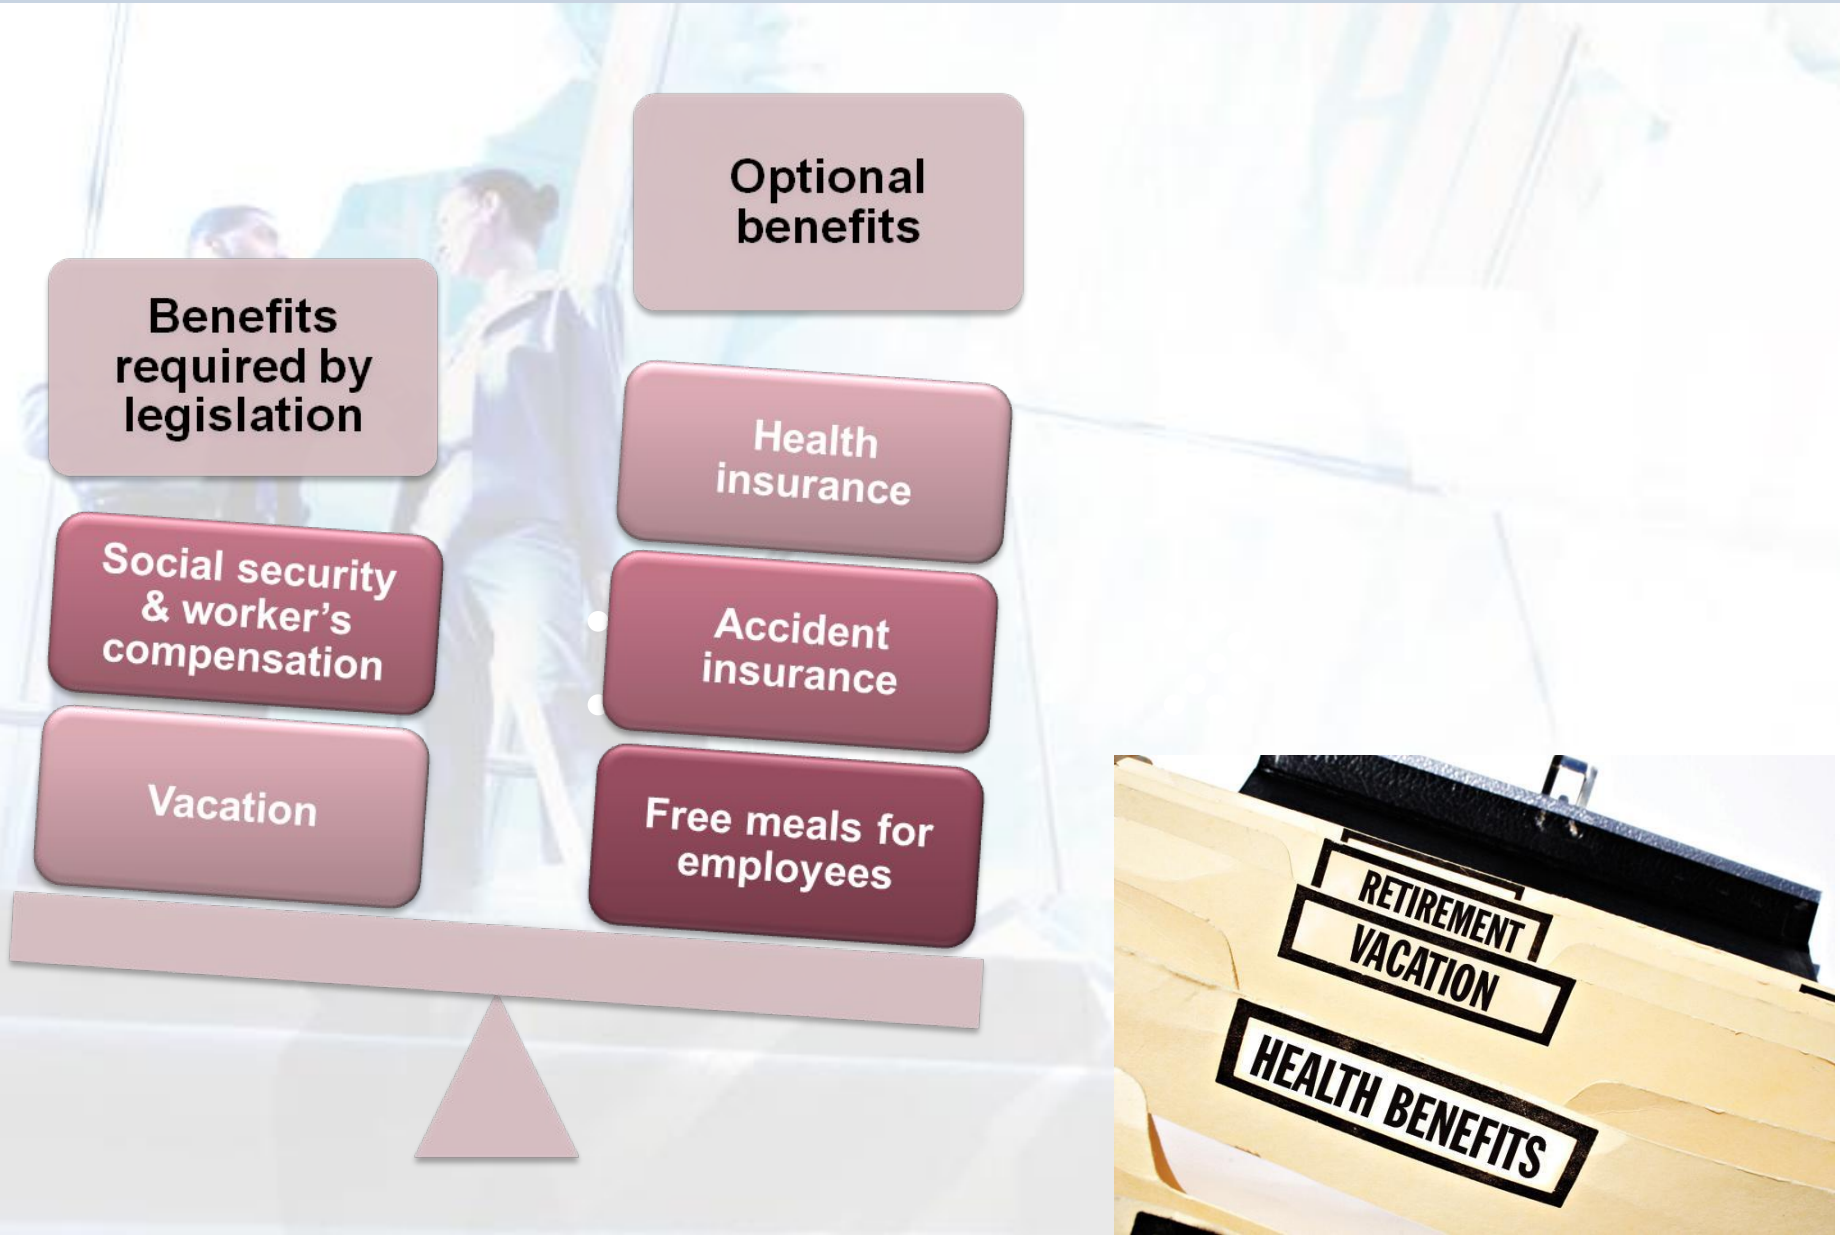 Optional
benefits
Benefits
required by
legislation
Health
insurance
Social security
& worker’s
compensation
Accident
insurance
Vacation
Free meals for
employees
RETIREMENT
VACATION
HEALTH BENEFITS